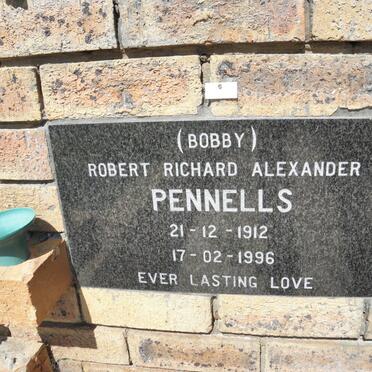 (BOBBY)
ROBERT RICHARD ALEXANDER
PENNELLS
21-12-1912
17-02-1996
EVER LASTING LOVE